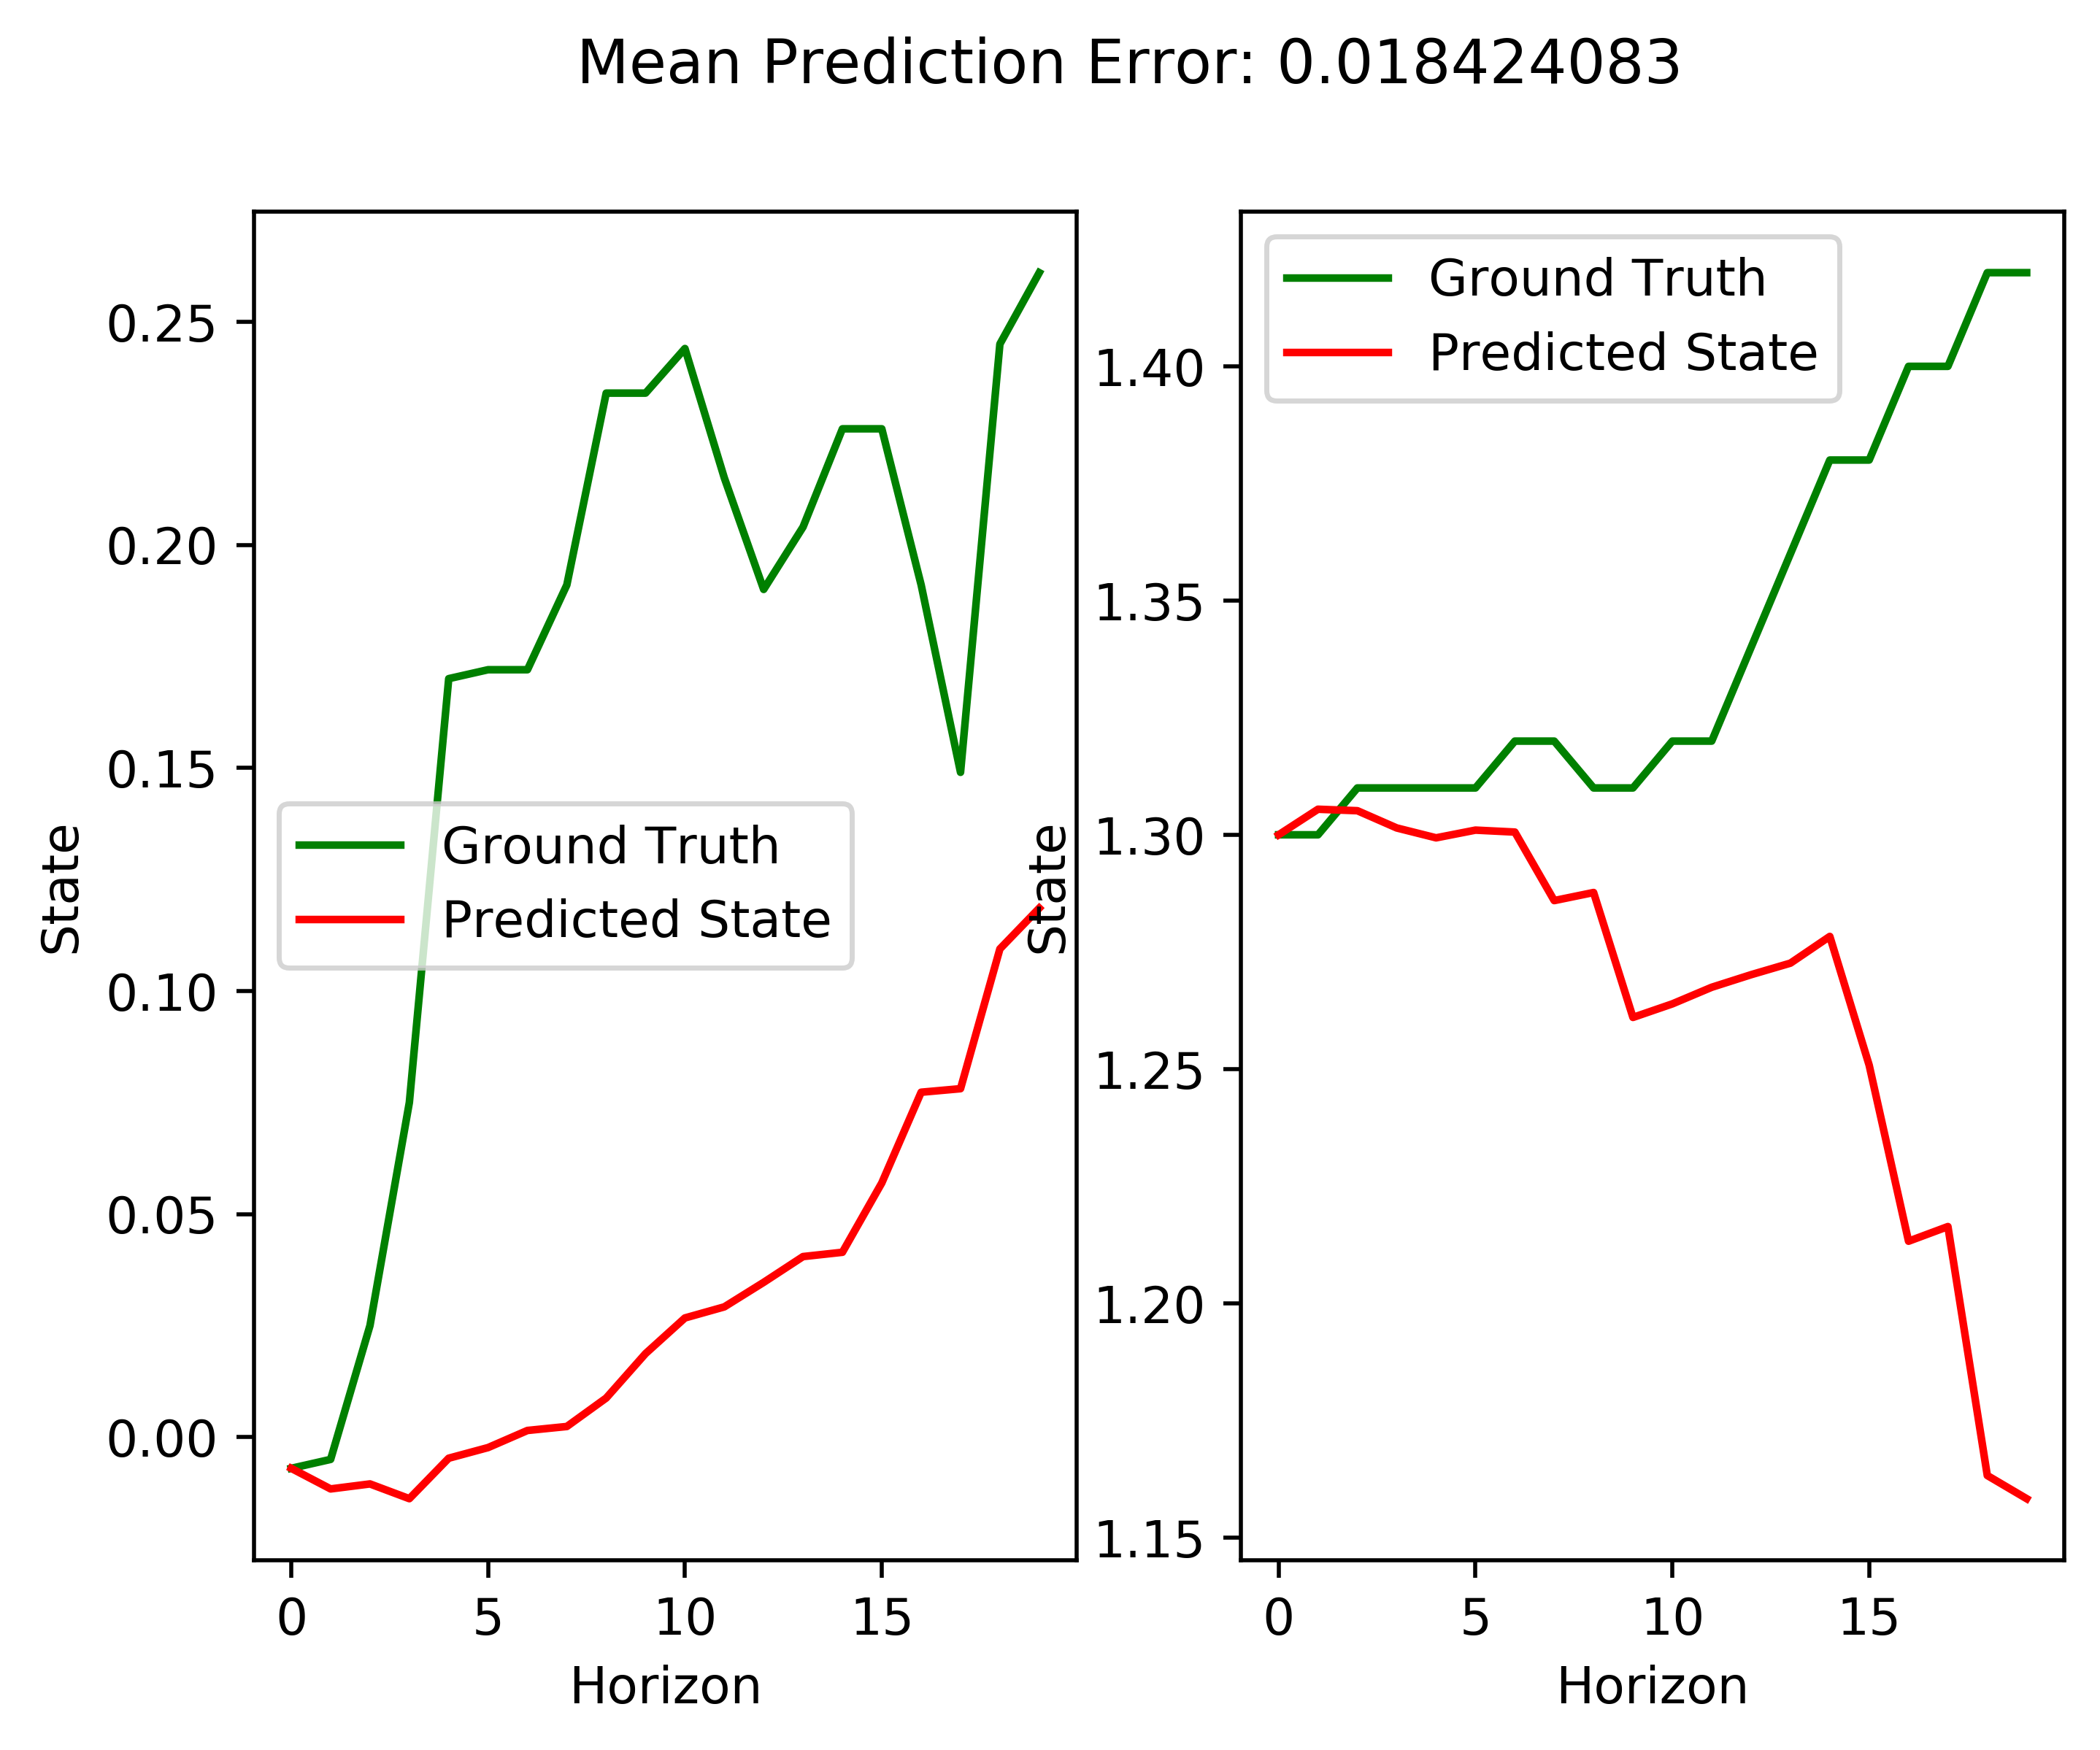 Mean Prediction Error: 0.018424083
State
0.25
0.20
0.15
0.10
0.05
0.00
Ground Truth
Predicted State
0 5 10 15
Horizon
State
1.40
1.35
1.30
1.25
1.20
1.15
Ground Truth
Predicted State
0 5 10 15
Horizon